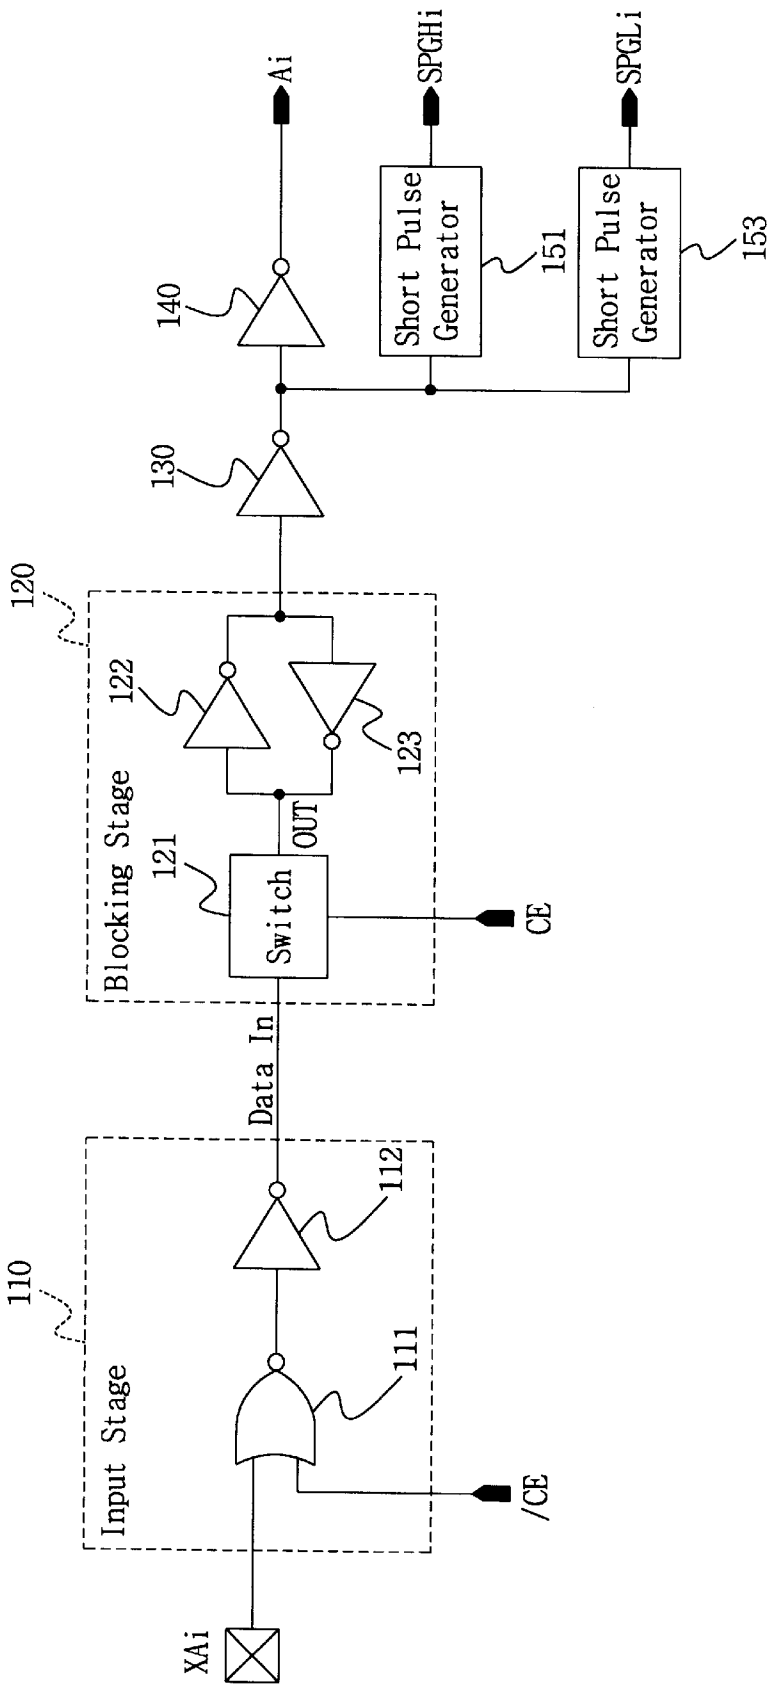 XAi
110
Input Stage
111
112
/CE
Data In
120
Blocking Stage
121
Switch
OUT
122
123
CE
130
140
Ai
Short Pulse
Generator
151
SPGHi
Short Pulse
Generator
153
SPGLi